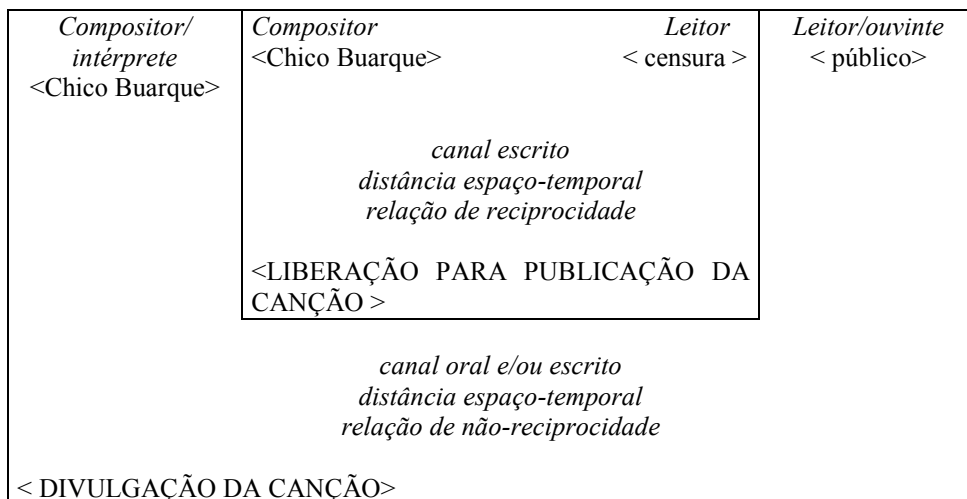 Compositor/
intérprete
<Chico Buarque>
Compositor Leitor
<Chico Buarque> < censura >
Leitor/ouvinte
< público>
canal escrito
distância espaço-temporal
relação de reciprocidade
<LIBERAÇÃO PARA PUBLICAÇÃO DA
CANÇÃO >
canal oral e/ou escrito
distância espaço-temporal
relação de não-reciprocidade
< DIVULGAÇÃO DA CANÇÃO>